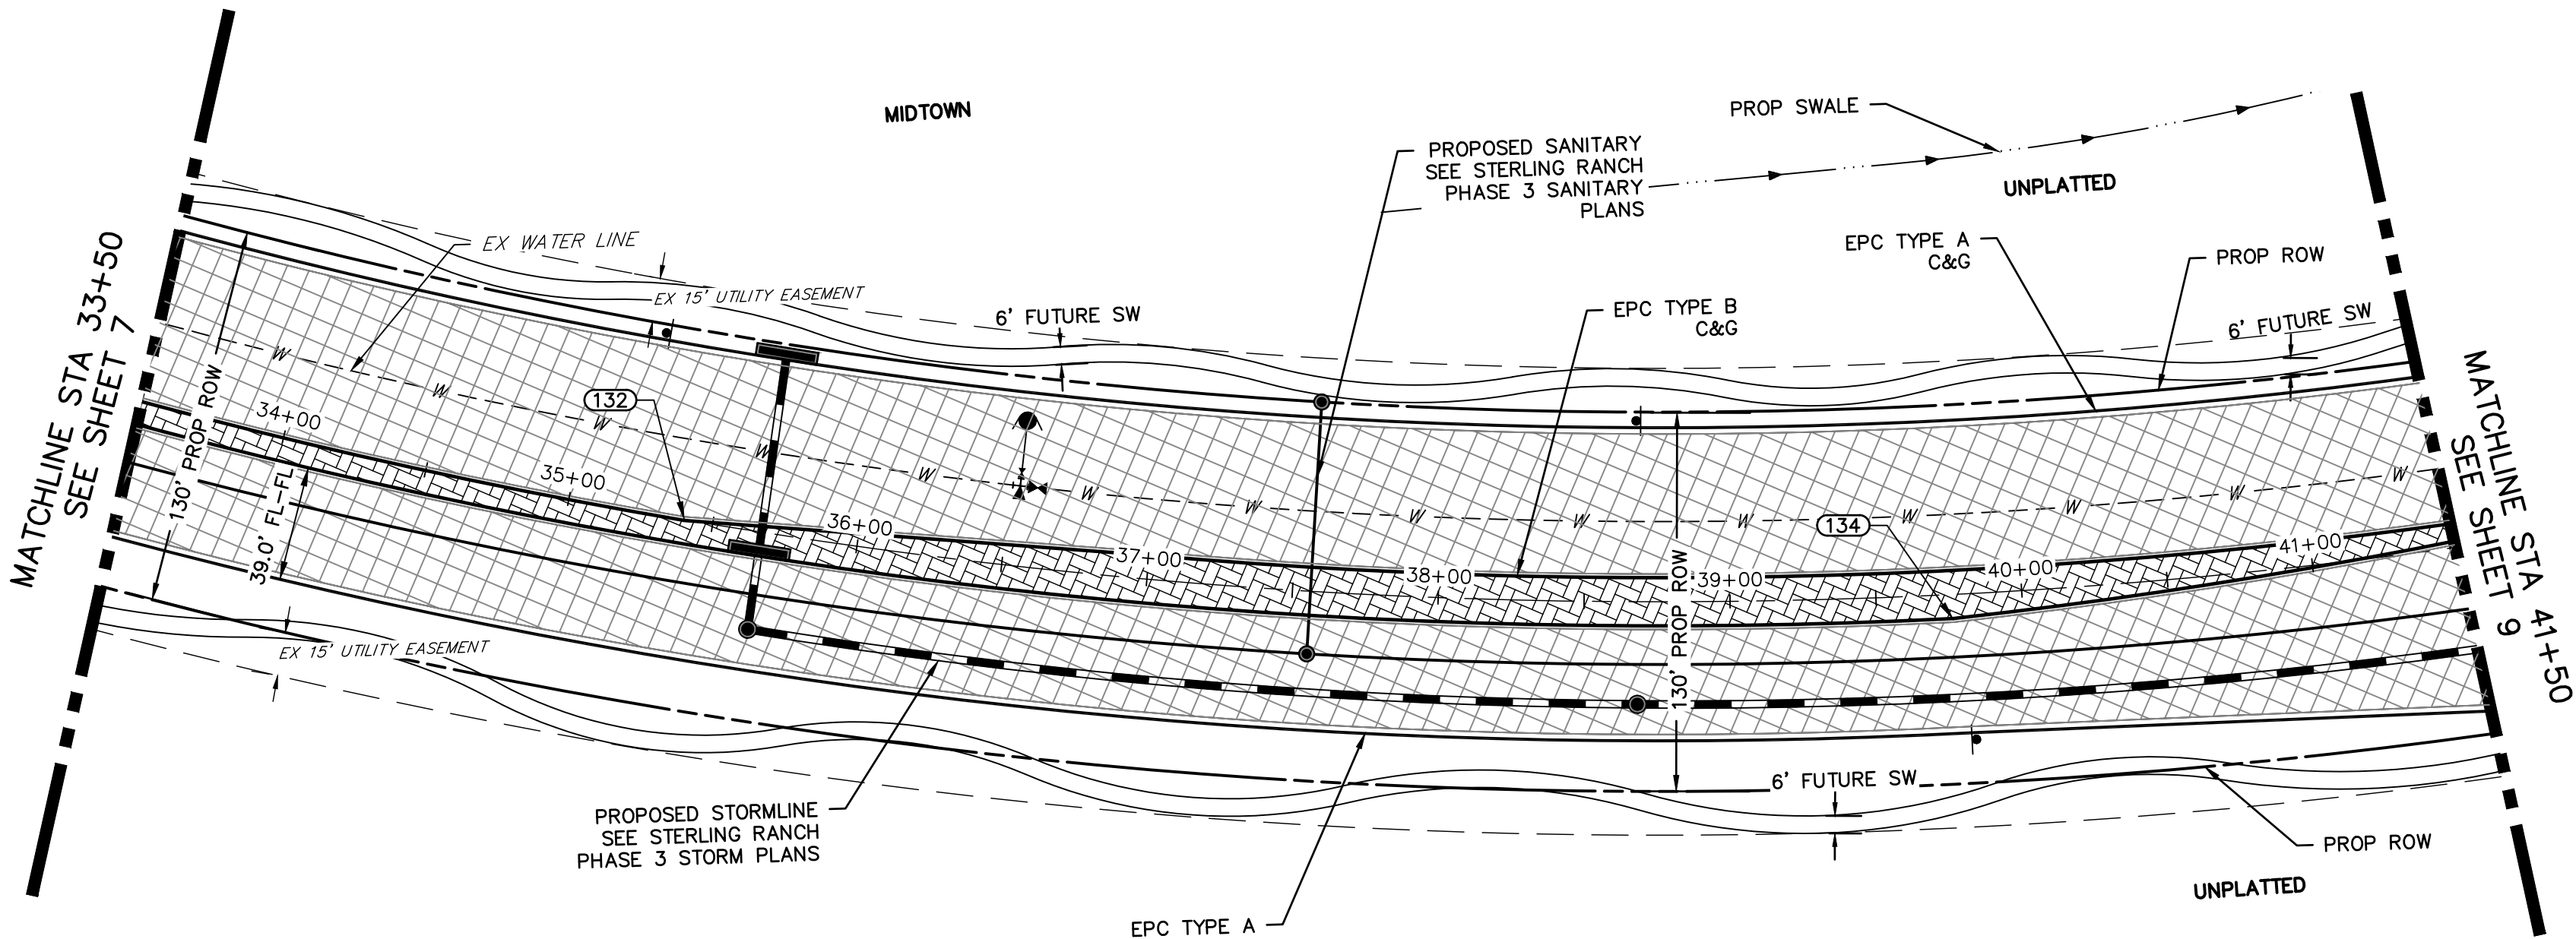 MATCHLINE STA 33+50
SEE SHEET 7
MIDTOWN
PROP SWALE
PROPOSED SANITARY
SEE STERLING RANCH
PHASE 3 SANITARY
PLANS
UNPLATTED
EX WATER LINE
EX 15' UTILITY EASEMENT
6' FUTURE SW
EPC TYPE B
C&G
EPC TYPE A
C&G
PROP ROW
6' FUTURE SW
MATCHLINE STA 41+50
SEE SHEET 9
130' PROP ROW
39.0' FL-FL
W
W
W
W
W
W
W
W
W
W
W
W
W
W
132
134
34+00
35+00
36+00
37+00
38+00
39+00
40+00
41+00
130' PROP ROW
EX 15' UTILITY EASEMENT
6' FUTURE SW
PROPOSED STORMLINE
SEE STERLING RANCH
PHASE 3 STORM PLANS
EPC TYPE A
PROP ROW
UNPLATTED